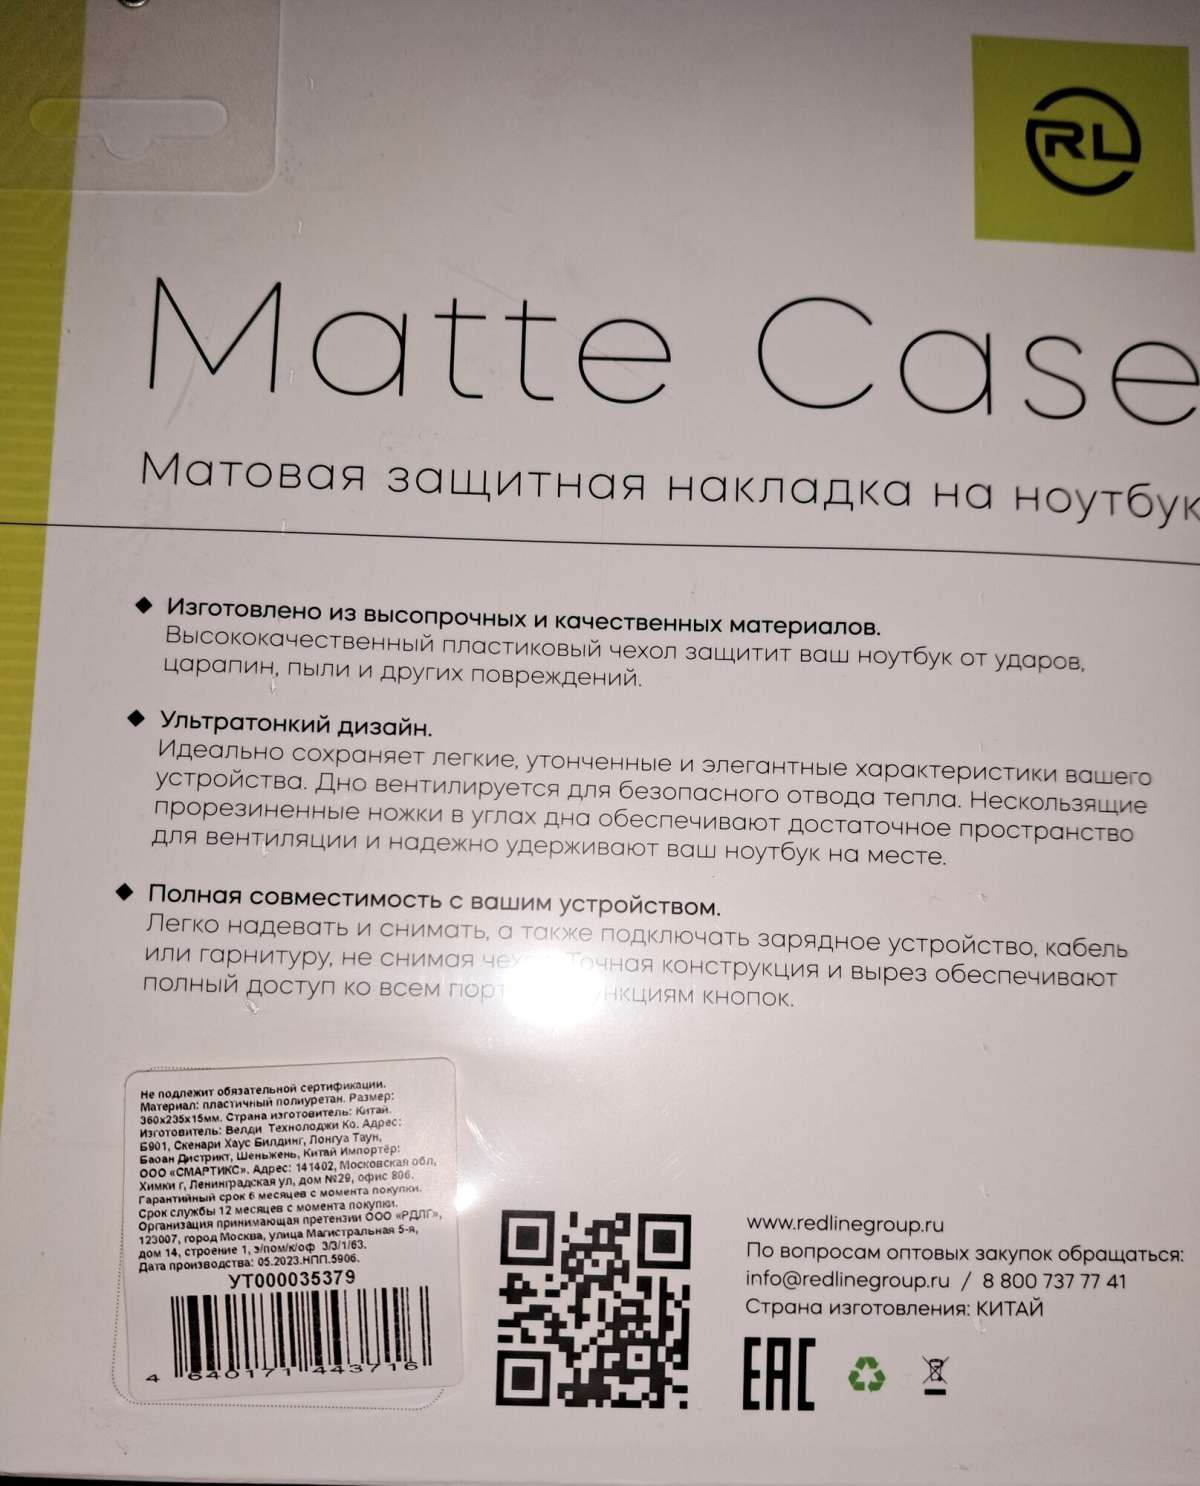 RL
Matte Case
Матовая защитная накладка на ноутбук
Изготовлено из высопрочных и качественных материалов.
Высококачественный пластиковый чехол защитит ваш ноутбук от ударов,
царапин, пыли и других повреждений.
Ультратонкий дизайн.
Идеально сохраняет легкие, утонченные и элегантные характеристики вашего
устройства. Дно вентилируется для безопасного отвода тепла. Нескользящие
прорезиненные ножки в углах дна обеспечивают достаточное пространство
для вентиляции и надежно удерживают ваш ноутбук на месте.
Полная совместимость с вашим устройством.
Легко надевать и снимать, а также подключать зарядное устройство, кабель
или гарнитуру, не снимая Точная конструкция и вырез обеспечивают
полный доступ ко всем кнопок.
Не подлежит обязательной сертификации.
Материал: пластичный полиуретан. Размер:
360x235x15мм. Страна изготовитель: Китай.
Изготовитель: Велди Технолоджи Ко. Адрес:
Б901, Скенари Хаус Билдинг, Лонгуа Таун,
Баоан Дистрикт, Шеньжень, Китай Импортёр:
ООО «СМАРТИКС». Адрес: 141402, Московская обл,
Химки г, Ленинградская ул, дом №29, офис 806.
Гарантийный срок 6 месяцев с момента покупки.
Срок службы 12 месяцев с момента покупки.
Организация принимающая претензии ООО «РДЛГ»,
123007, город Москва, улица Магистральная 5-я,
дом 14, строение 1, э/пом/к/оф 3/3/1/63.
Дата производства: 05.2023.НПП.5906.
УТ000035379
4 640171 443716
www.redlinegroup.ru
По вопросам оптовых закупок обращаться:
info@redlinegroup.ru / 8 800 737 77 41
Страна изготовления: КИТАЙ
EAC